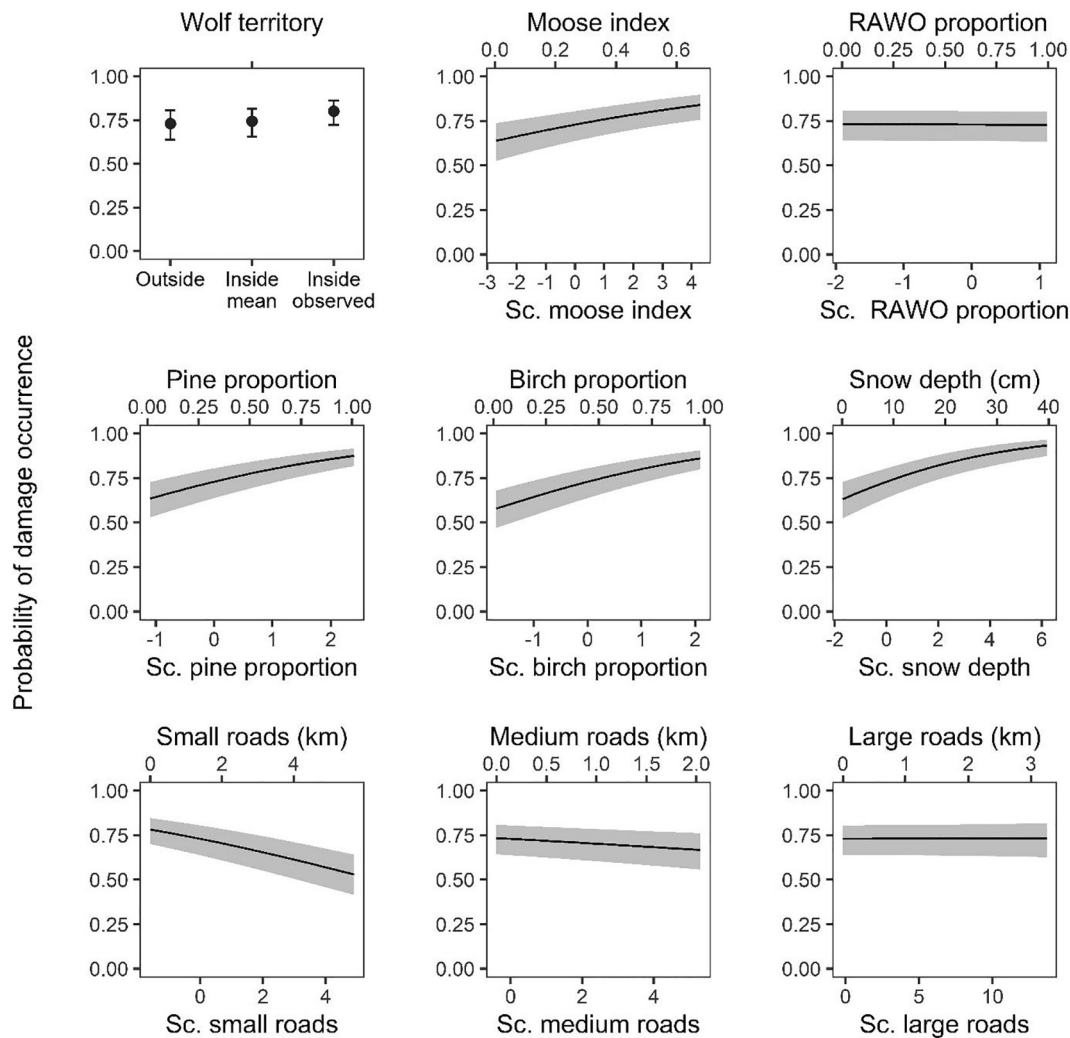 Probability of damage occurrence
Wolf territory
1.00
0.75
0.50
0.25
0.00
Outside
Inside
mean
Inside
observed
Moose index
0.0 0.2 0.4 0.6
1.00
0.75
0.50
0.25
0.00
-3 -2 -1 0 1 2 3 4
Sc. moose index
RAWO proportion
0.00 0.25 0.50 0.75 1.00
1.00
0.75
0.50
0.25
0.00
-2 -1 0 1
Sc. RAWO proportion
Pine proportion
0.00 0.25 0.50 0.75 1.00
1.00
0.75
0.50
0.25
0.00
-1 0 1 2
Sc. pine proportion
Birch proportion
0.00 0.25 0.50 0.75 1.00
1.00
0.75
0.50
0.25
0.00
-1 0 1 2
Sc. birch proportion
Snow depth (cm)
0 10 20 30 40
1.00
0.75
0.50
0.25
0.00
-2 0 2 4 6
Sc. snow depth
Small roads (km)
0 2 4
1.00
0.75
0.50
0.25
0.00
0 2 4
Sc. small roads
Medium roads (km)
0.0 0.5 1.0 1.5 2.0
1.00
0.75
0.50
0.25
0.00
0 2 4
Sc. medium roads
Large roads (km)
0 1 2 3
1.00
0.75
0.50
0.25
0.00
0 5 10
Sc. large roads